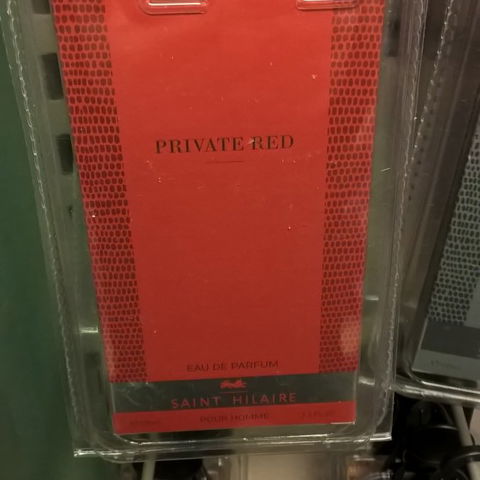 PRIVATE RED
EAU DE PARFUM
SAINT HILAIRE
POUR HOMME